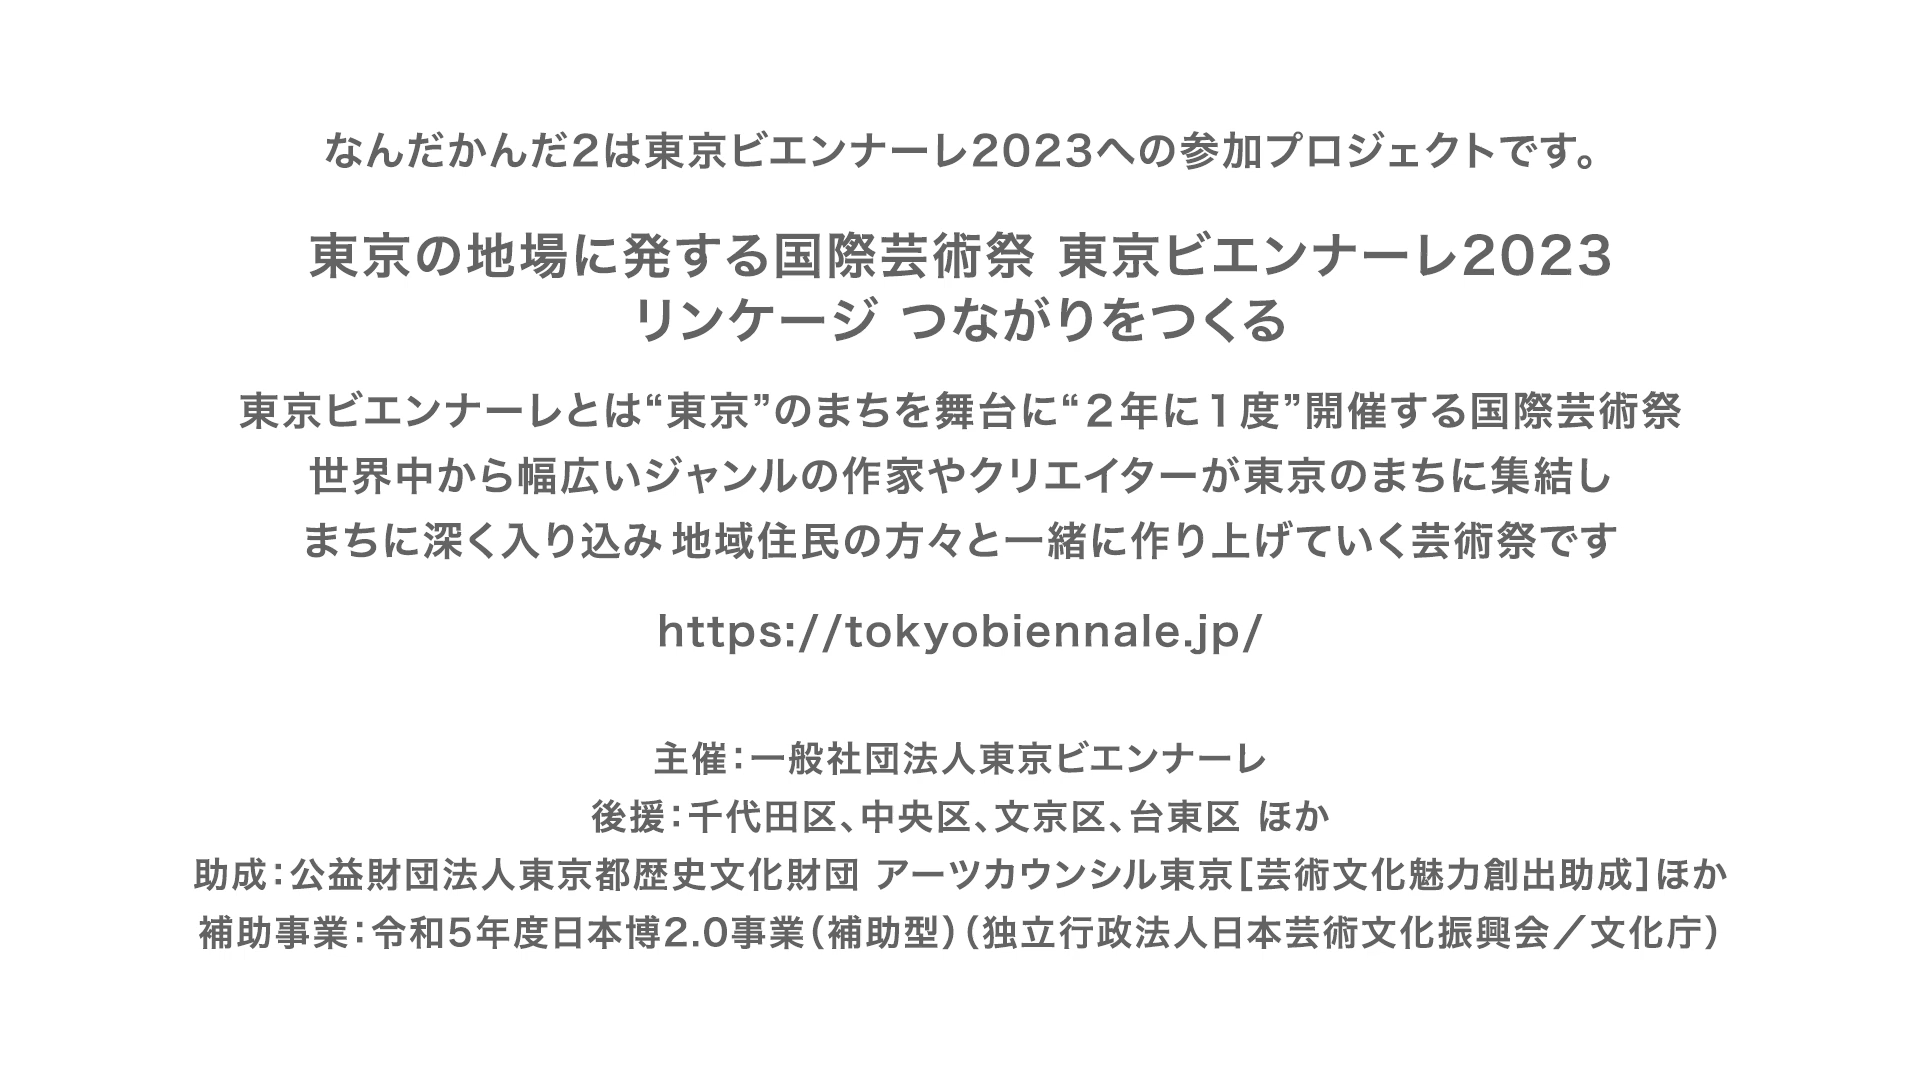 なんだかんだ2は東京ビエンナーレ2023への参加プロジェクトです。
東京の地場に発する国際芸術祭 東京ビエンナーレ2023
リンケージ つながりをつくる
東京ビエンナーレとは“東京”のまちを舞台に“２年に１度”開催する国際芸術祭
世界中から幅広いジャンルの作家やクリエイターが東京のまちに集結し
まちに深く入り込み 地域住民の方々と一緒に作り上げていく芸術祭です
https://tokyobiennale.jp/
主催：一般社団法人東京ビエンナーレ
後援：千代田区、中央区、文京区、台東区 ほか
助成：公益財団法人東京都歴史文化財団 アーツカウンシル東京［芸術文化魅力創出助成］ほか
補助事業：令和5年度日本博2.0事業（補助型）（独立行政法人日本芸術文化振興会／文化庁）